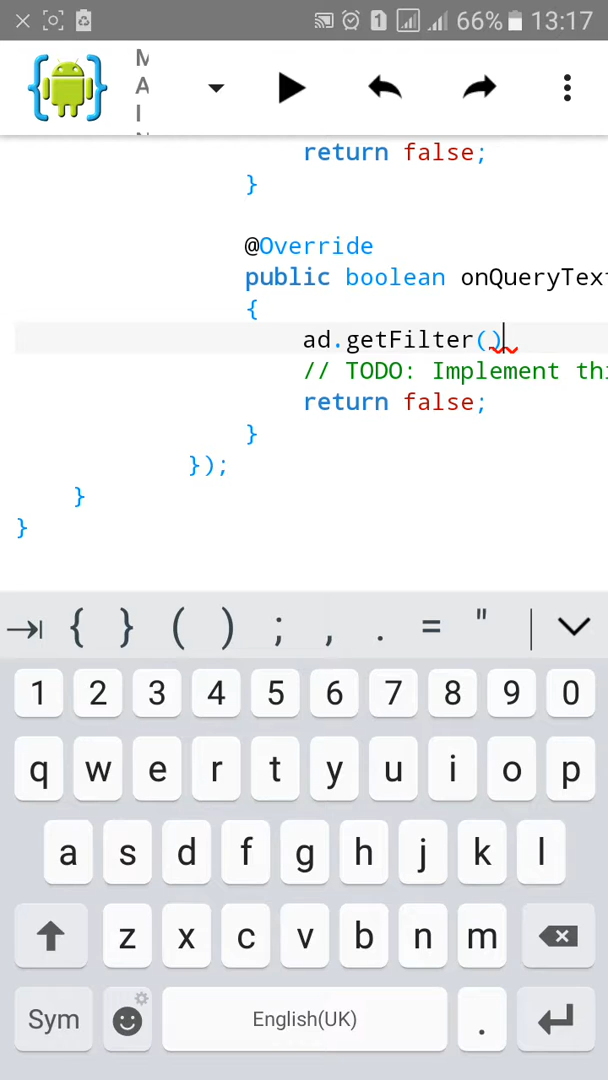 66% 13:17
MAI
return false;
}
@Override
public boolean onQueryTex
{
ad.getFilter()
// TODO: Implement thi
return false;
}
});
}
}
{ } ( ) ; , . = " |
1 2 3 4 5 6 7 8 9 0
q w e r t y u i o p
a s d f g h j k l
z x c v b n m
Sym English(UK) .